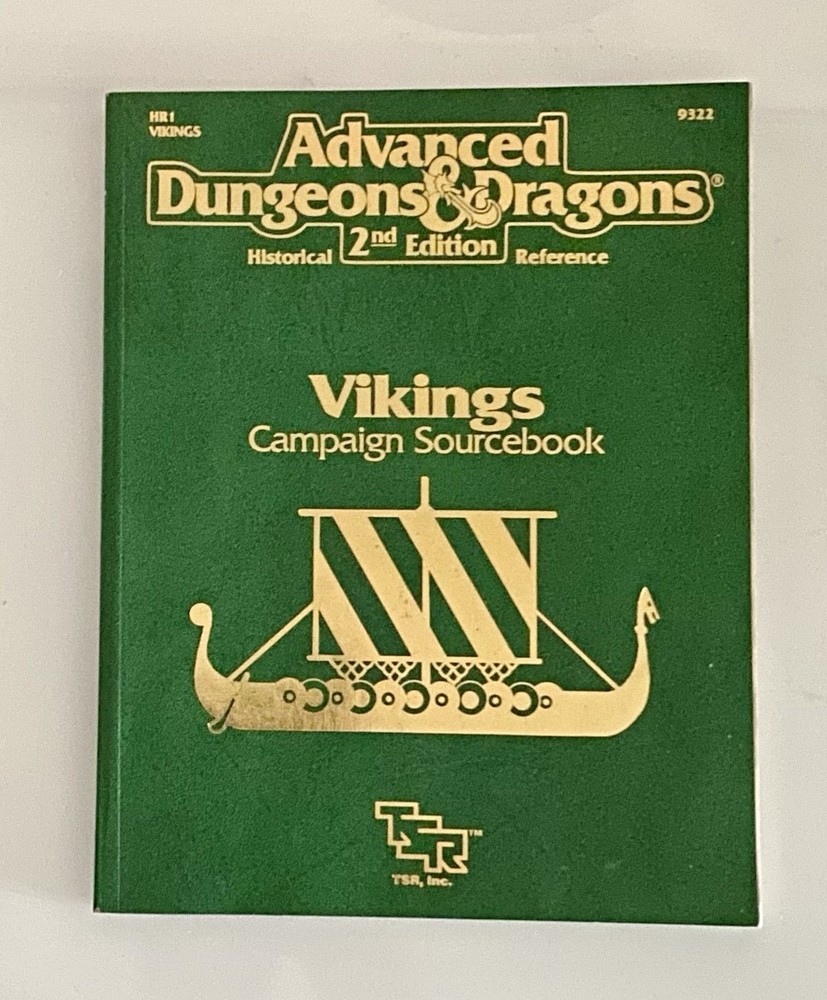 HR1
VIKINGS
9322
Advanced
Dungeons & Dragons®
2nd Edition
Historical Reference
Vikings
Campaign Sourcebook
TSR™
TSR, Inc.